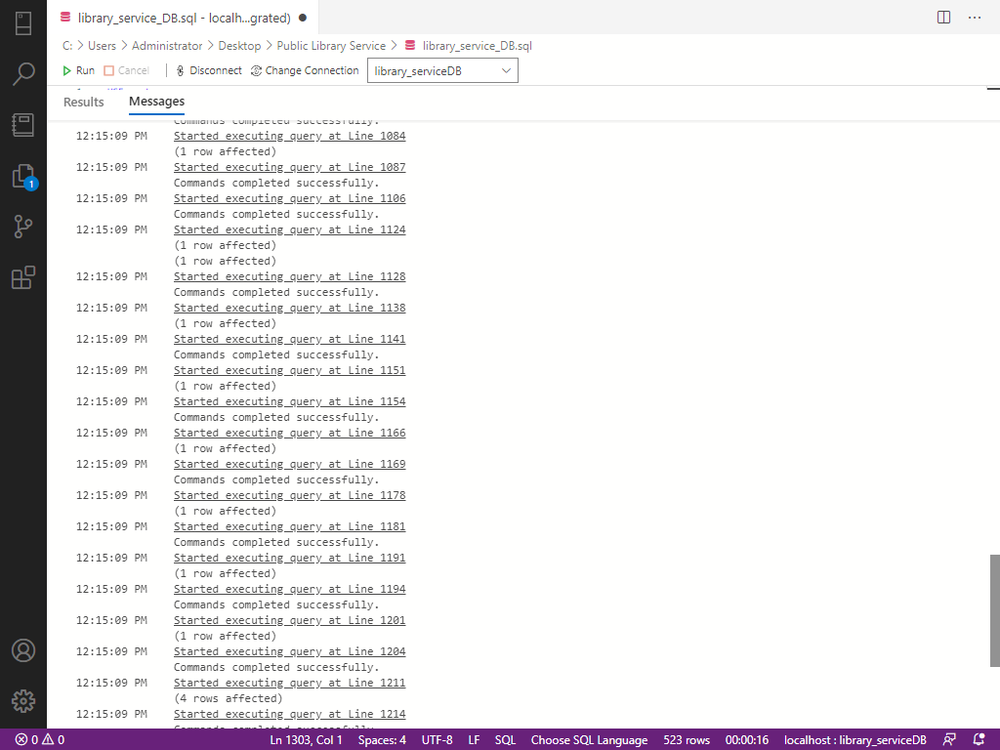 library_service_DB.sql - localh...grated)
C: > Users > Administrator > Desktop > Public Library Service > library_service_DB.sql
Run Cancel Disconnect Change Connection library_serviceDB
Results Messages
Commands completed successfully.
12:15:09 PM Started executing query at Line 1084
(1 row affected)
12:15:09 PM Started executing query at Line 1087
Commands completed successfully.
12:15:09 PM Started executing query at Line 1106
Commands completed successfully.
12:15:09 PM Started executing query at Line 1124
(1 row affected)
(1 row affected)
12:15:09 PM Started executing query at Line 1128
Commands completed successfully.
12:15:09 PM Started executing query at Line 1138
(1 row affected)
12:15:09 PM Started executing query at Line 1141
Commands completed successfully.
12:15:09 PM Started executing query at Line 1151
(1 row affected)
12:15:09 PM Started executing query at Line 1154
Commands completed successfully.
12:15:09 PM Started executing query at Line 1166
(1 row affected)
12:15:09 PM Started executing query at Line 1169
Commands completed successfully.
12:15:09 PM Started executing query at Line 1178
(1 row affected)
12:15:09 PM Started executing query at Line 1181
Commands completed successfully.
12:15:09 PM Started executing query at Line 1191
(1 row affected)
12:15:09 PM Started executing query at Line 1194
Commands completed successfully.
12:15:09 PM Started executing query at Line 1201
(1 row affected)
12:15:09 PM Started executing query at Line 1204
Commands completed successfully.
12:15:09 PM Started executing query at Line 1211
(4 rows affected)
12:15:09 PM Started executing query at Line 1214
Commands completed successfully.
1
0 0 Ln 1303, Col 1 Spaces: 4 UTF-8 LF SQL Choose SQL Language 523 rows 00:00:16 localhost : library_serviceDB